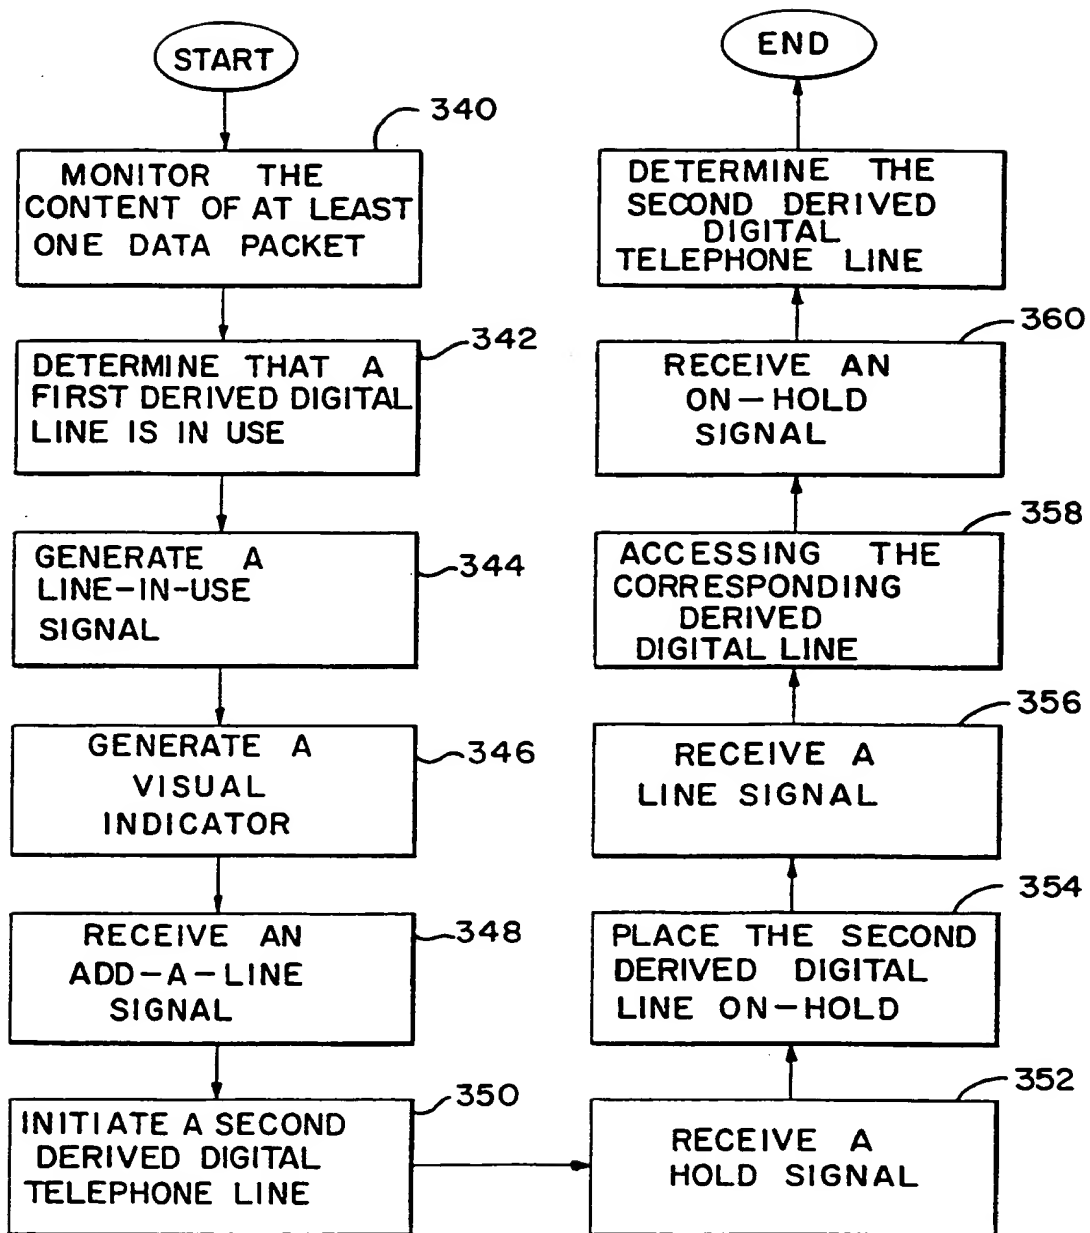 START
340
MONITOR THE
CONTENT OF AT LEAST
ONE DATA PACKET
342
DETERMINE THAT A
FIRST DERIVED DIGITAL
LINE IS IN USE
344
GENERATE A
LINE-IN-USE
SIGNAL
346
GENERATE A
VISUAL
INDICATOR
348
RECEIVE AN
ADD-A-LINE
SIGNAL
350
INITIATE A SECOND
DERIVED DIGITAL
TELEPHONE LINE
352
RECEIVE A
HOLD SIGNAL
354
PLACE THE SECOND
DERIVED DIGITAL
LINE ON-HOLD
356
RECEIVE A
LINE SIGNAL
358
ACCESSING THE
CORRESPONDING
DERIVED
DIGITAL LINE
360
RECEIVE AN
ON-HOLD
SIGNAL
DETERMINE THE
SECOND DERIVED
DIGITAL
TELEPHONE LINE
END